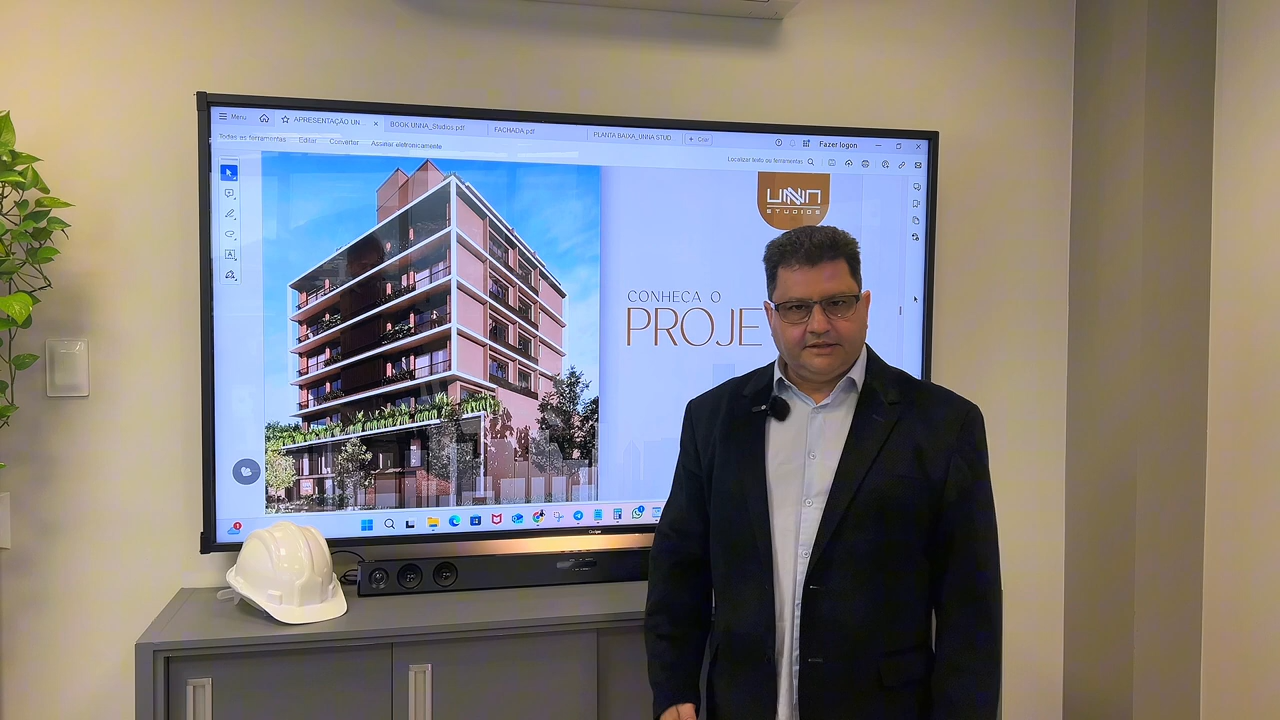 Menu
APRESENTAÇÃO UN...
BOOK UNNA_Studios.pdf
FACHADA.pdf
PLANTA BAIXA_UNNA STUD...
+ Criar
Fazer logon
Todas as ferramentas
Editar
Converter
Assinar eletronicamente
Localizar texto ou ferramentas
UNNA
STUDIOS
CONHEÇA O
PROJE